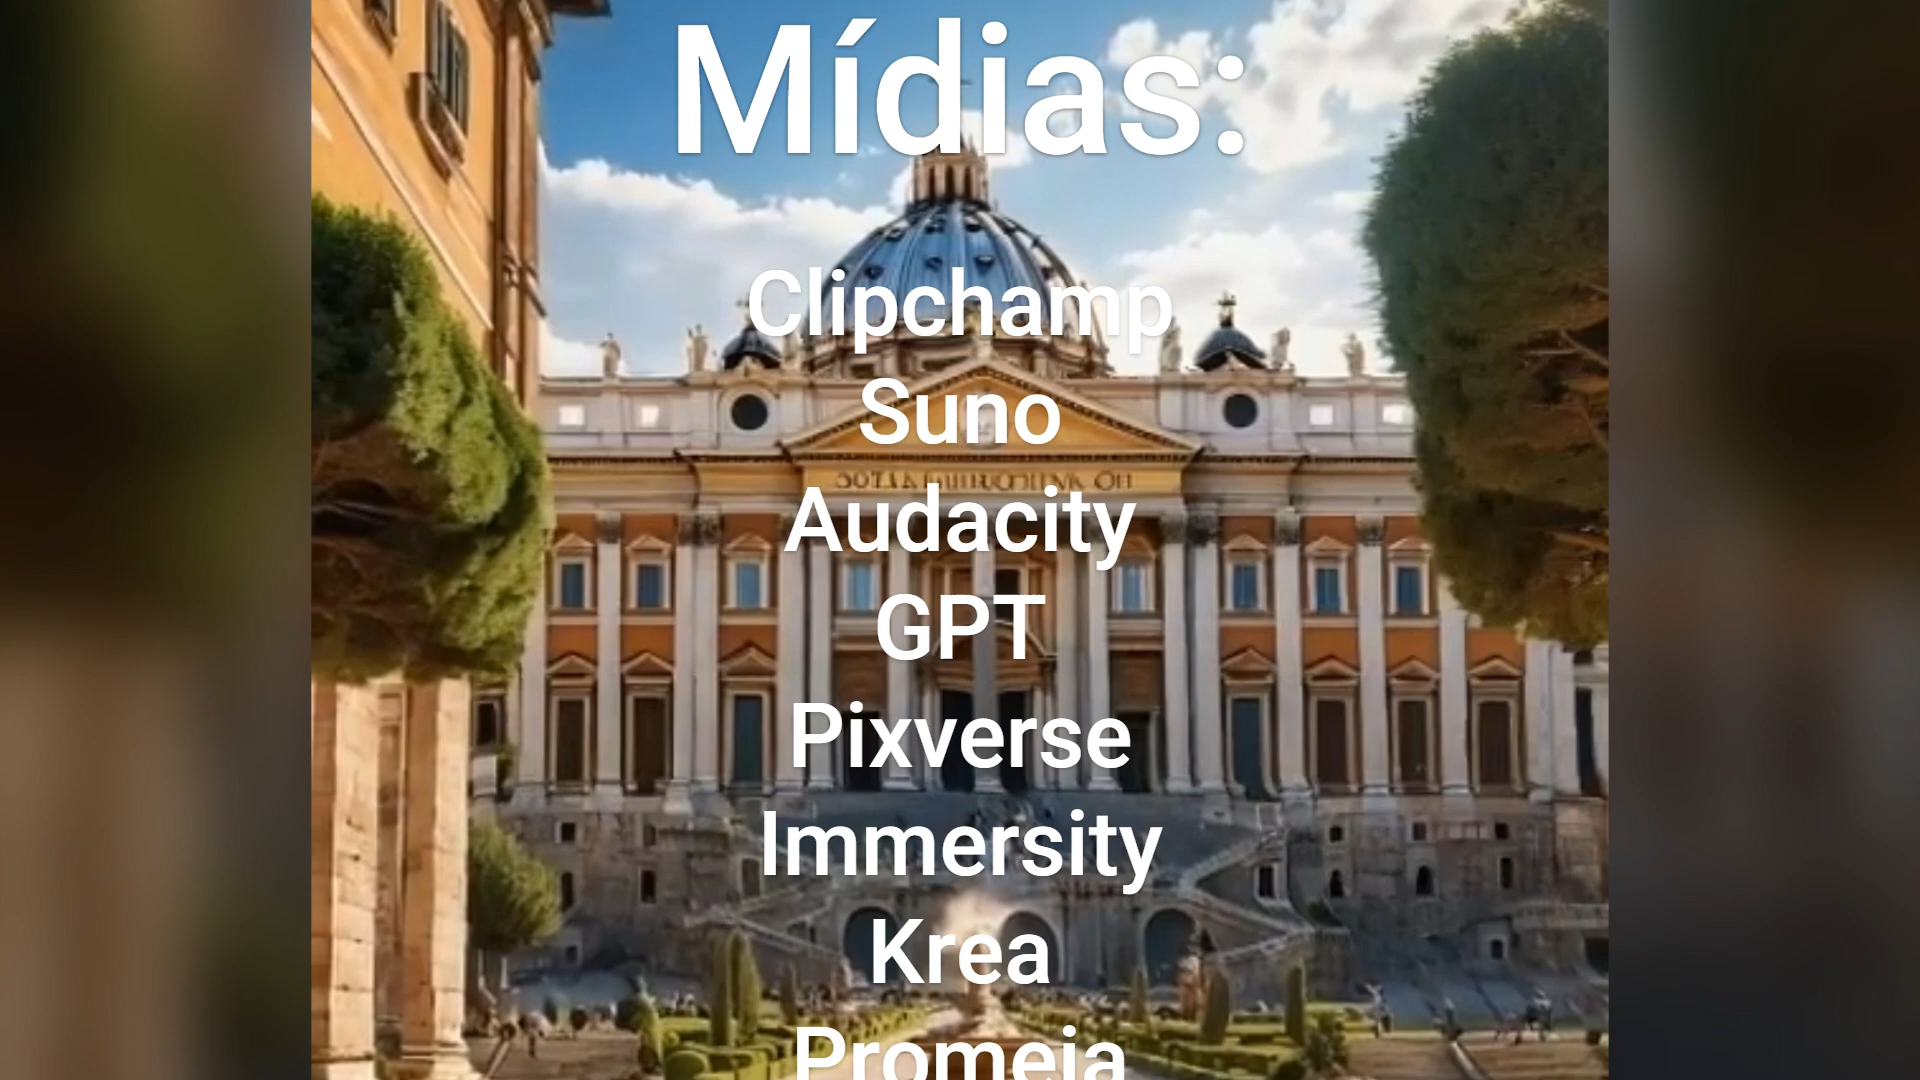 Mídias:
Clipchamp
Suno
Audacity
GPT
Pixverse
Immersity
Krea